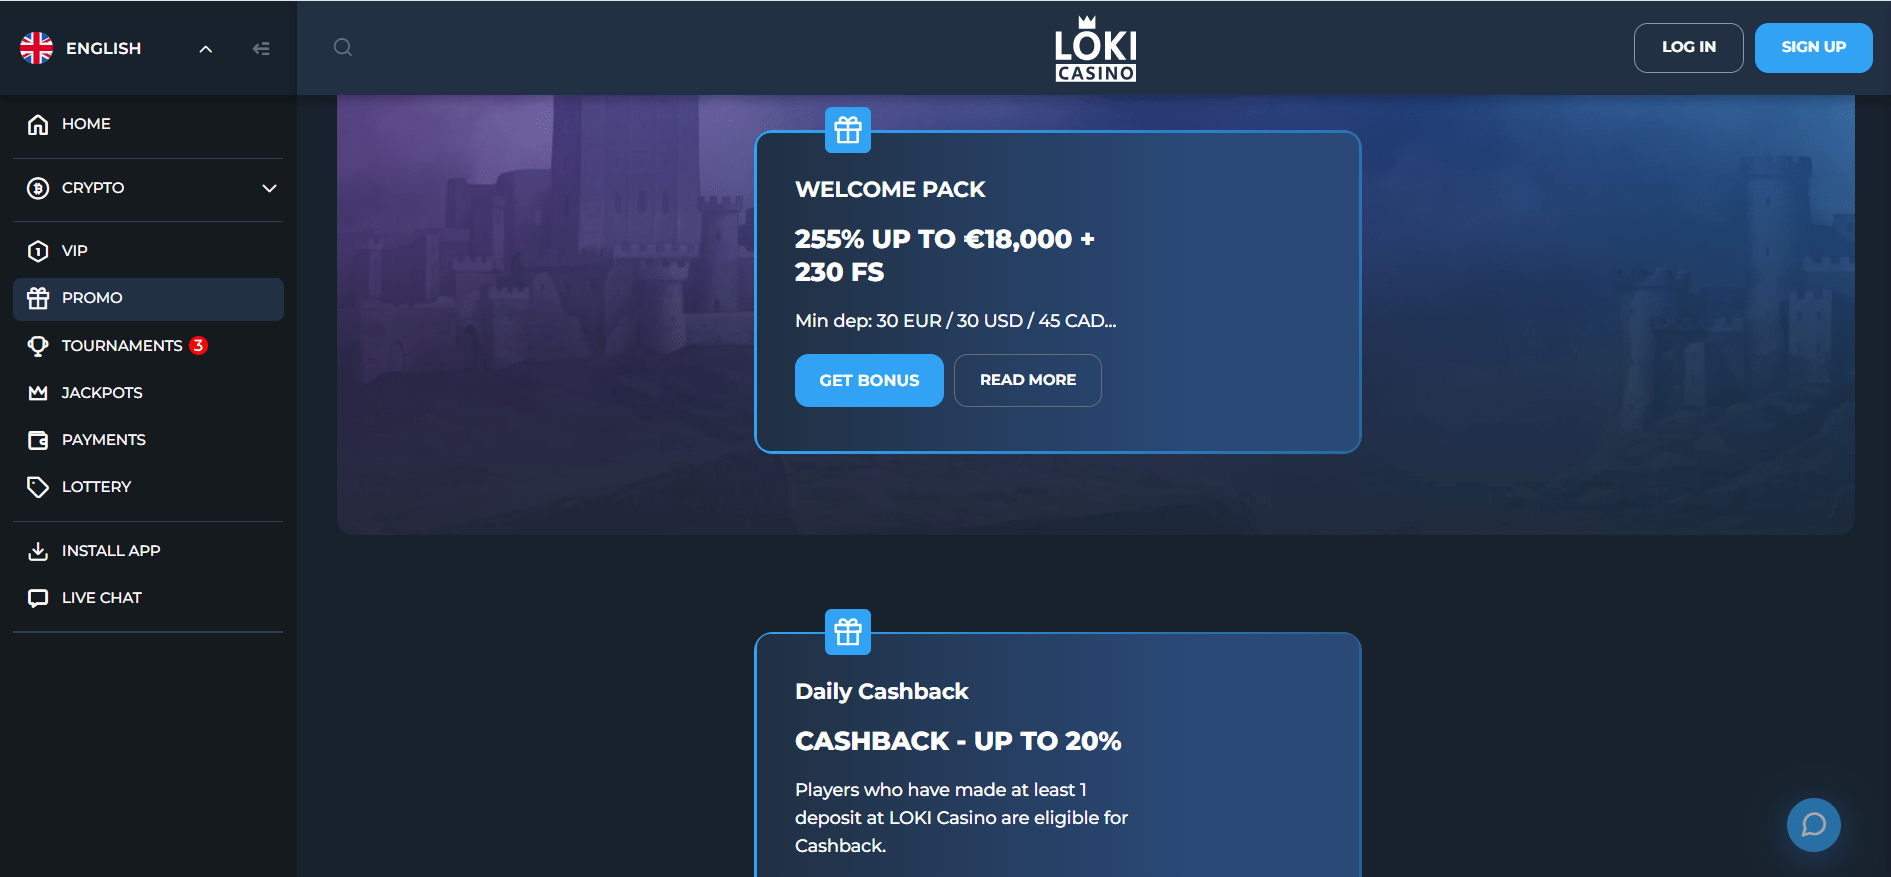 ENGLISH
LOKI
CASINO
LOG IN
SIGN UP
HOME
CRYPTO
VIP
PROMO
TOURNAMENTS 3
JACKPOTS
PAYMENTS
LOTTERY
INSTALL APP
LIVE CHAT
WELCOME PACK
255% UP TO €18,000 +
230 FS
Min dep: 30 EUR / 30 USD / 45 CAD...
GET BONUS
READ MORE
Daily Cashback
CASHBACK - UP TO 20%
Players who have made at least 1
deposit at LOKI Casino are eligible for
Cashback.